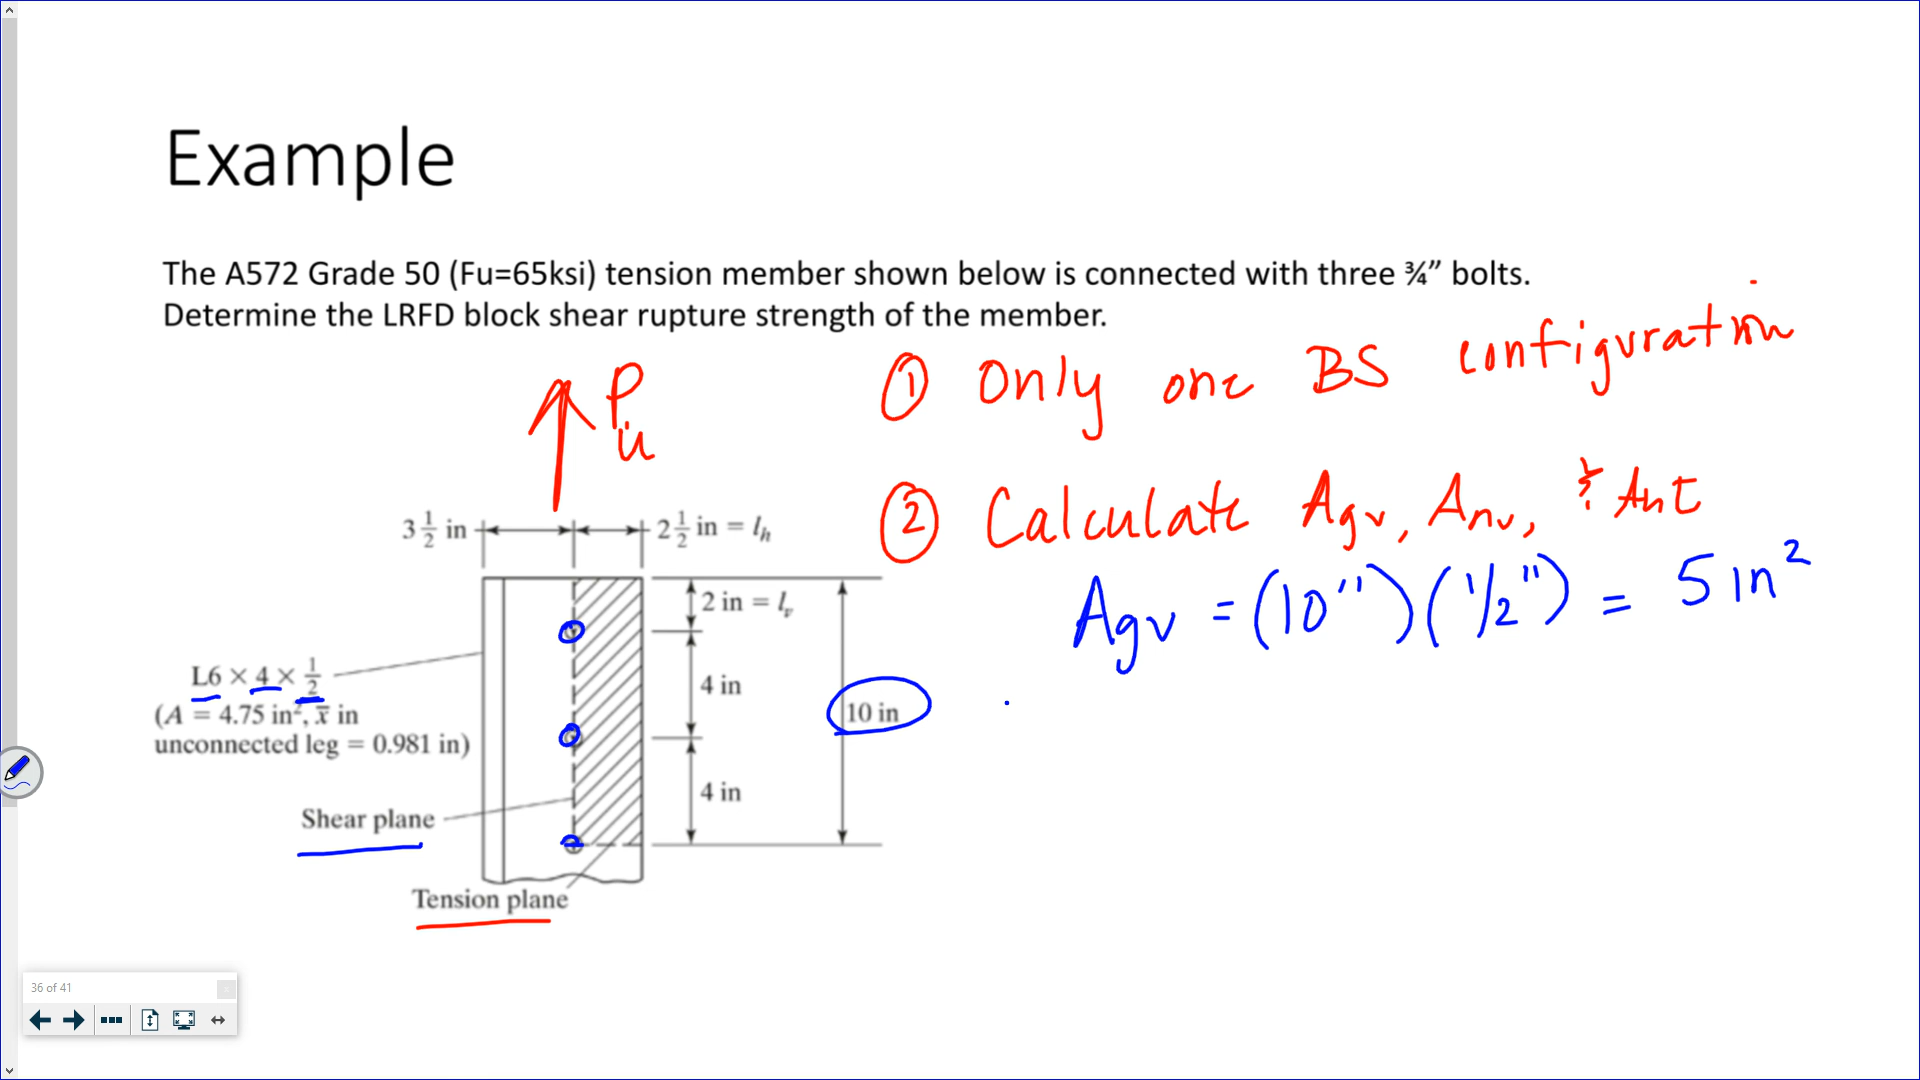 Example
The A572 Grade 50 (Fu=65ksi) tension member shown below is connected with three ¾” bolts.
Determine the LRFD block shear rupture strength of the member.
① Only one BS configuration
Pu
② Calculate Agv, Anv, & Ant
3 1/2 in
2 1/2 in = lh
Agv = (10") (1/2") = 5 in²
2 in = lv
L6 × 4 × 1/2
(A = 4.75 in², x̄ in
unconnected leg = 0.981 in)
4 in
10 in
4 in
Shear plane
Tension plane
36 of 41